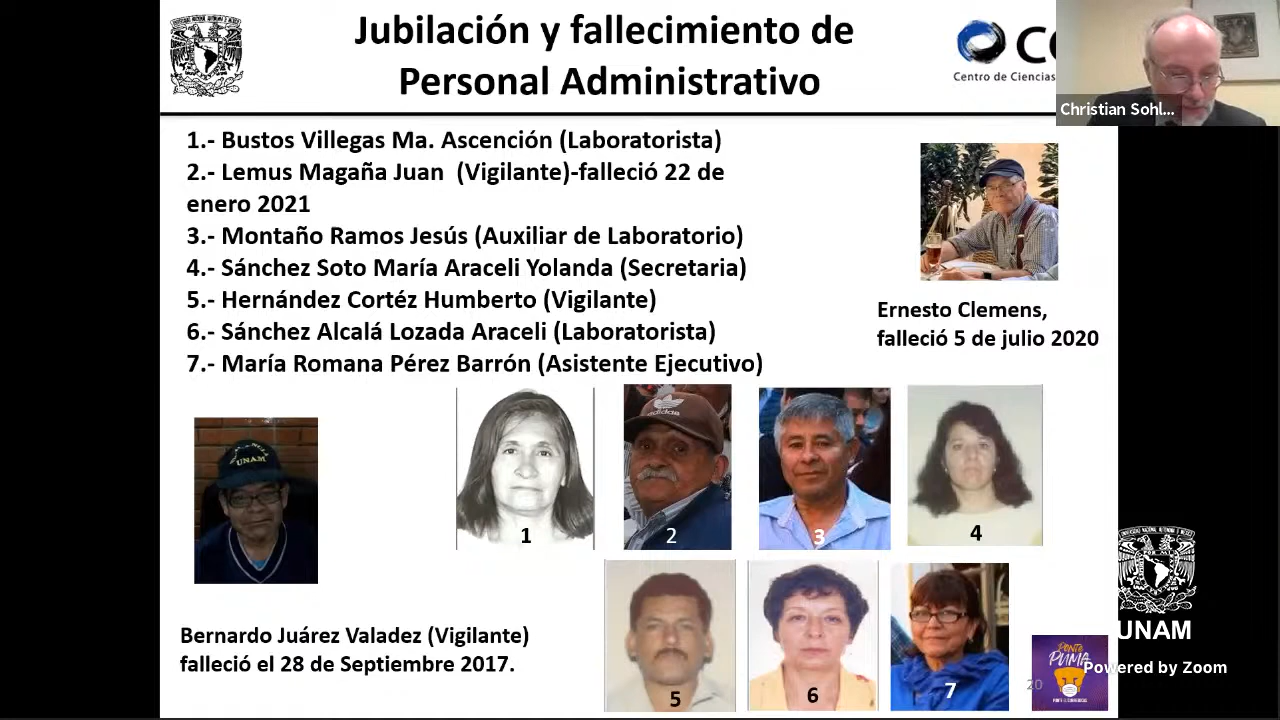 Jubilación y fallecimiento de
Personal Administrativo
Centro de Ciencias
Christian Sohl...
1.- Bustos Villegas Ma. Ascención (Laboratorista)
2.- Lemus Magaña Juan (Vigilante)-falleció 22 de
enero 2021
3.- Montaño Ramos Jesús (Auxiliar de Laboratorio)
4.- Sánchez Soto María Araceli Yolanda (Secretaria)
5.- Hernández Cortéz Humberto (Vigilante)
6.- Sánchez Alcalá Lozada Araceli (Laboratorista)
7.- María Romana Pérez Barrón (Asistente Ejecutivo)
Ernesto Clemens,
falleció 5 de julio 2020
adidas
UNAM
1
2
3
4
Bernardo Juárez Valadez (Vigilante)
falleció el 28 de Septiembre 2017.
5
6
7
20
PONTE
PUMA
UNAM
Powered by Zoom